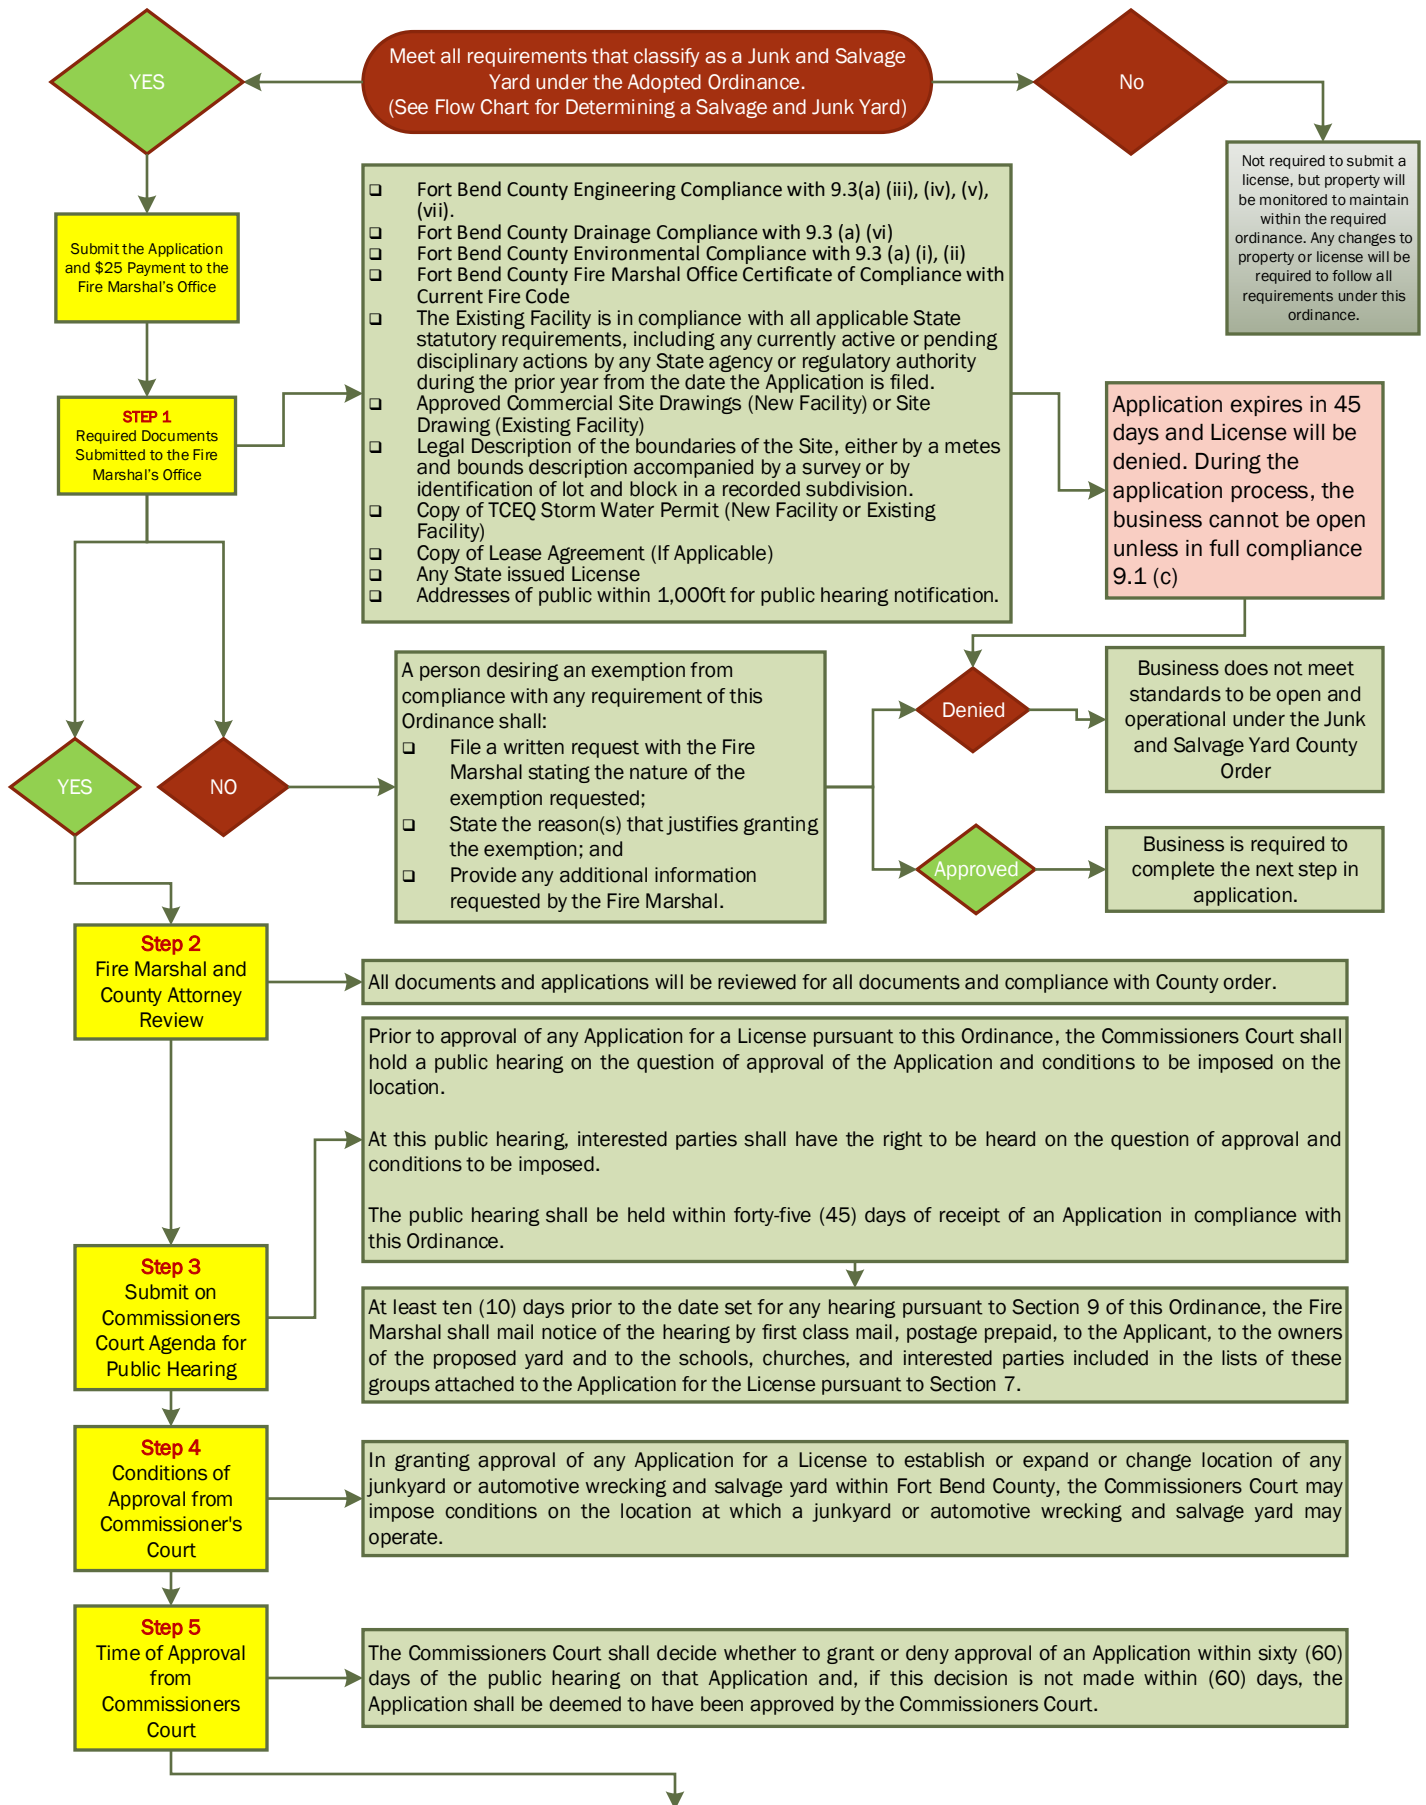 YES
Meet all requirements that classify as a Junk and Salvage
Yard under the Adopted Ordinance.
(See Flow Chart for Determining a Salvage and Junk Yard)
No
Not required to submit a
license, but property will
be monitored to maintain
within the required
ordinance. Any changes to
property or license will be
required to follow all
requirements under this
ordinance.
Submit the Application
and $25 Payment to the
Fire Marshal's Office
STEP 1
Required Documents
Submitted to the Fire
Marshal's Office
Fort Bend County Engineering Compliance with 9.3(a) (iii), (iv), (v),
(vii).
Fort Bend County Drainage Compliance with 9.3 (a) (vi)
Fort Bend County Environmental Compliance with 9.3 (a) (i), (ii)
Fort Bend County Fire Marshal Office Certificate of Compliance with
Current Fire Code
The Existing Facility is in compliance with all applicable State
statutory requirements, including any currently active or pending
disciplinary actions by any State agency or regulatory authority
during the prior year from the date the Application is filed.
Approved Commercial Site Drawings (New Facility) or Site
Drawing (Existing Facility)
Legal Description of the boundaries of the Site, either by a metes
and bounds description accompanied by a survey or by
identification of lot and block in a recorded subdivision.
Copy of TCEQ Storm Water Permit (New Facility or Existing
Facility)
Copy of Lease Agreement (If Applicable)
Any State issued License
Addresses of public within 1,000ft for public hearing notification.
Application expires in 45
days and License will be
denied. During the
application process, the
business cannot be open
unless in full compliance
9.1 (c)
YES
NO
A person desiring an exemption from
compliance with any requirement of this
Ordinance shall:
File a written request with the Fire
Marshal stating the nature of the
exemption requested;
State the reason(s) that justifies granting
the exemption; and
Provide any additional information
requested by the Fire Marshal.
Denied
Business does not meet
standards to be open and
operational under the Junk
and Salvage Yard County
Order
Approved
Business is required to
complete the next step in
application.
Step 2
Fire Marshal and
County Attorney
Review
All documents and applications will be reviewed for all documents and compliance with County order.
Prior to approval of any Application for a License pursuant to this Ordinance, the Commissioners Court shall
hold a public hearing on the question of approval of the Application and conditions to be imposed on the
location.
At this public hearing, interested parties shall have the right to be heard on the question of approval and
conditions to be imposed.
The public hearing shall be held within forty-five (45) days of receipt of an Application in compliance with
this Ordinance.
Step 3
Submit on
Commissioners
Court Agenda for
Public Hearing
At least ten (10) days prior to the date set for any hearing pursuant to Section 9 of this Ordinance, the Fire
Marshal shall mail notice of the hearing by first class mail, postage prepaid, to the Applicant, to the owners
of the proposed yard and to the schools, churches, and interested parties included in the lists of these
groups attached to the Application for the License pursuant to Section 7.
Step 4
Conditions of
Approval from
Commissioner's
Court
In granting approval of any Application for a License to establish or expand or change location of any
junkyard or automotive wrecking and salvage yard within Fort Bend County, the Commissioners Court may
impose conditions on the location at which a junkyard or automotive wrecking and salvage yard may
operate.
Step 5
Time of Approval
from
Commissioners
Court
The Commissioners Court shall decide whether to grant or deny approval of an Application within sixty (60)
days of the public hearing on that Application and, if this decision is not made within (60) days, the
Application shall be deemed to have been approved by the Commissioners Court.